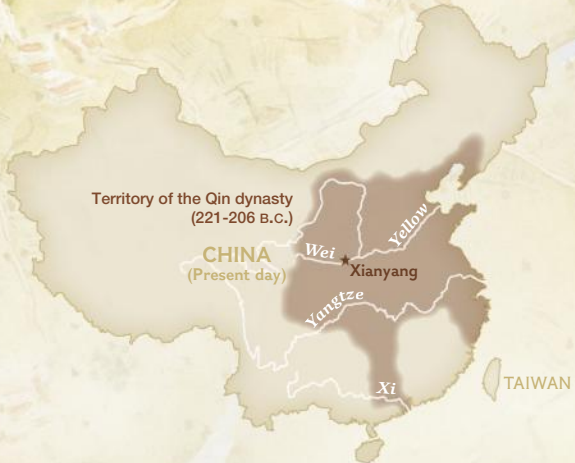 Territory of the Qin dynasty
(221-206 B.C.)
CHINA
(Present day)
Wei
Yellow
Xianyang
Yangtze
Xi
TAIWAN